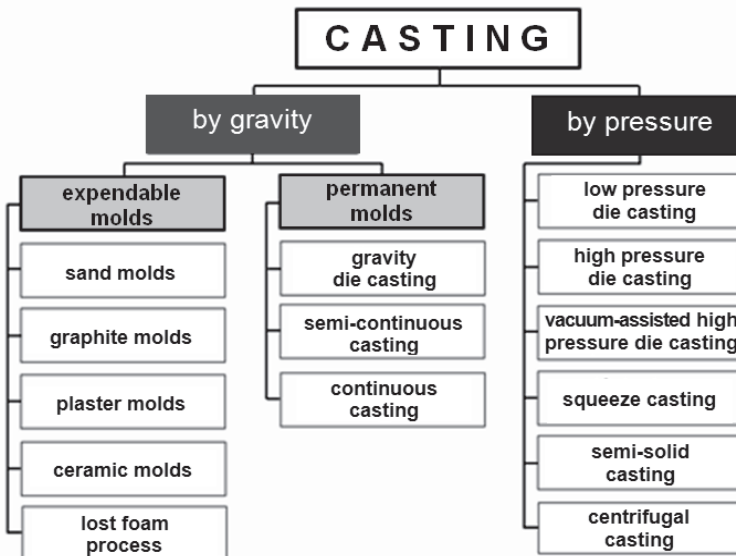 CASTING
by gravity
by pressure
expendable
molds
sand molds
graphite molds
plaster molds
ceramic molds
lost foam
process
permanent
molds
gravity
die casting
semi-continuous
casting
continuous
casting
low pressure
die casting
high pressure
die casting
vacuum-assisted high
pressure die casting
squeeze casting
semi-solid
casting
centrifugal
casting